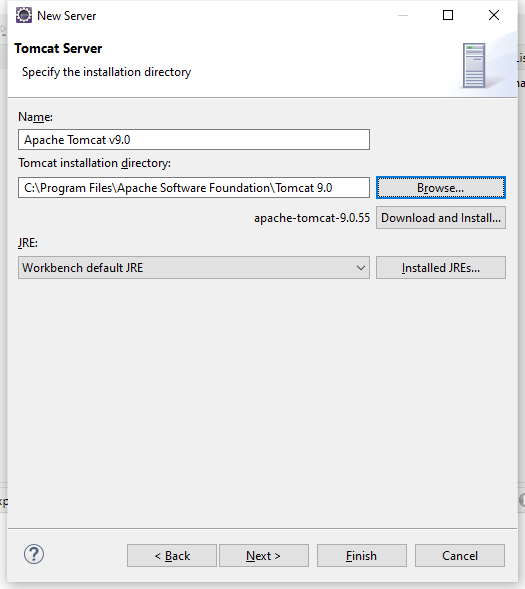 New Server
Tomcat Server
Specify the installation directory
Name:
Apache Tomcat v9.0
Tomcat installation directory:
C:\Program Files\Apache Software Foundation\Tomcat 9.0
Browse...
apache-tomcat-9.0.55
Download and Install...
JRE:
Workbench default JRE
Installed JREs...
?
< Back
Next >
Finish
Cancel